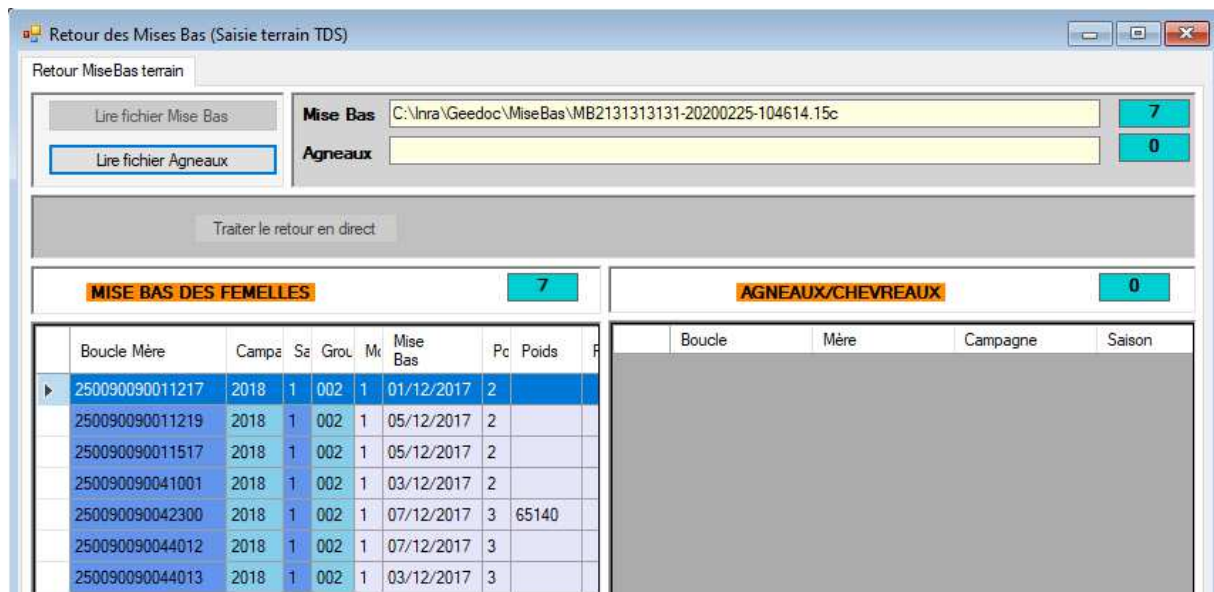 Retour des Mises Bas (Saisie terrain TDS)
Retour MiseBas terrain
Lire fichier Mise Bas
Mise Bas C:\Inra\Geedoc\MiseBas\MB2131313131-20200225-104614.15c 7
Lire fichier Agneaux
Agneaux 0
Traiter le retour en direct
MISE BAS DES FEMELLES 7
AGNEAUX/CHEVREAUX 0
Boucle Mère Campa Sa Grou Mo Mise Bas Po Poids
Boucle Mère Campagne Saison
250090090011217 2018 1 002 1 01/12/2017 2
250090090011219 2018 1 002 1 05/12/2017 2
250090090011517 2018 1 002 1 05/12/2017 2
250090090041001 2018 1 002 1 03/12/2017 2
250090090042300 2018 1 002 1 07/12/2017 3 65140
250090090044012 2018 1 002 1 07/12/2017 3
250090090044013 2018 1 002 1 03/12/2017 3